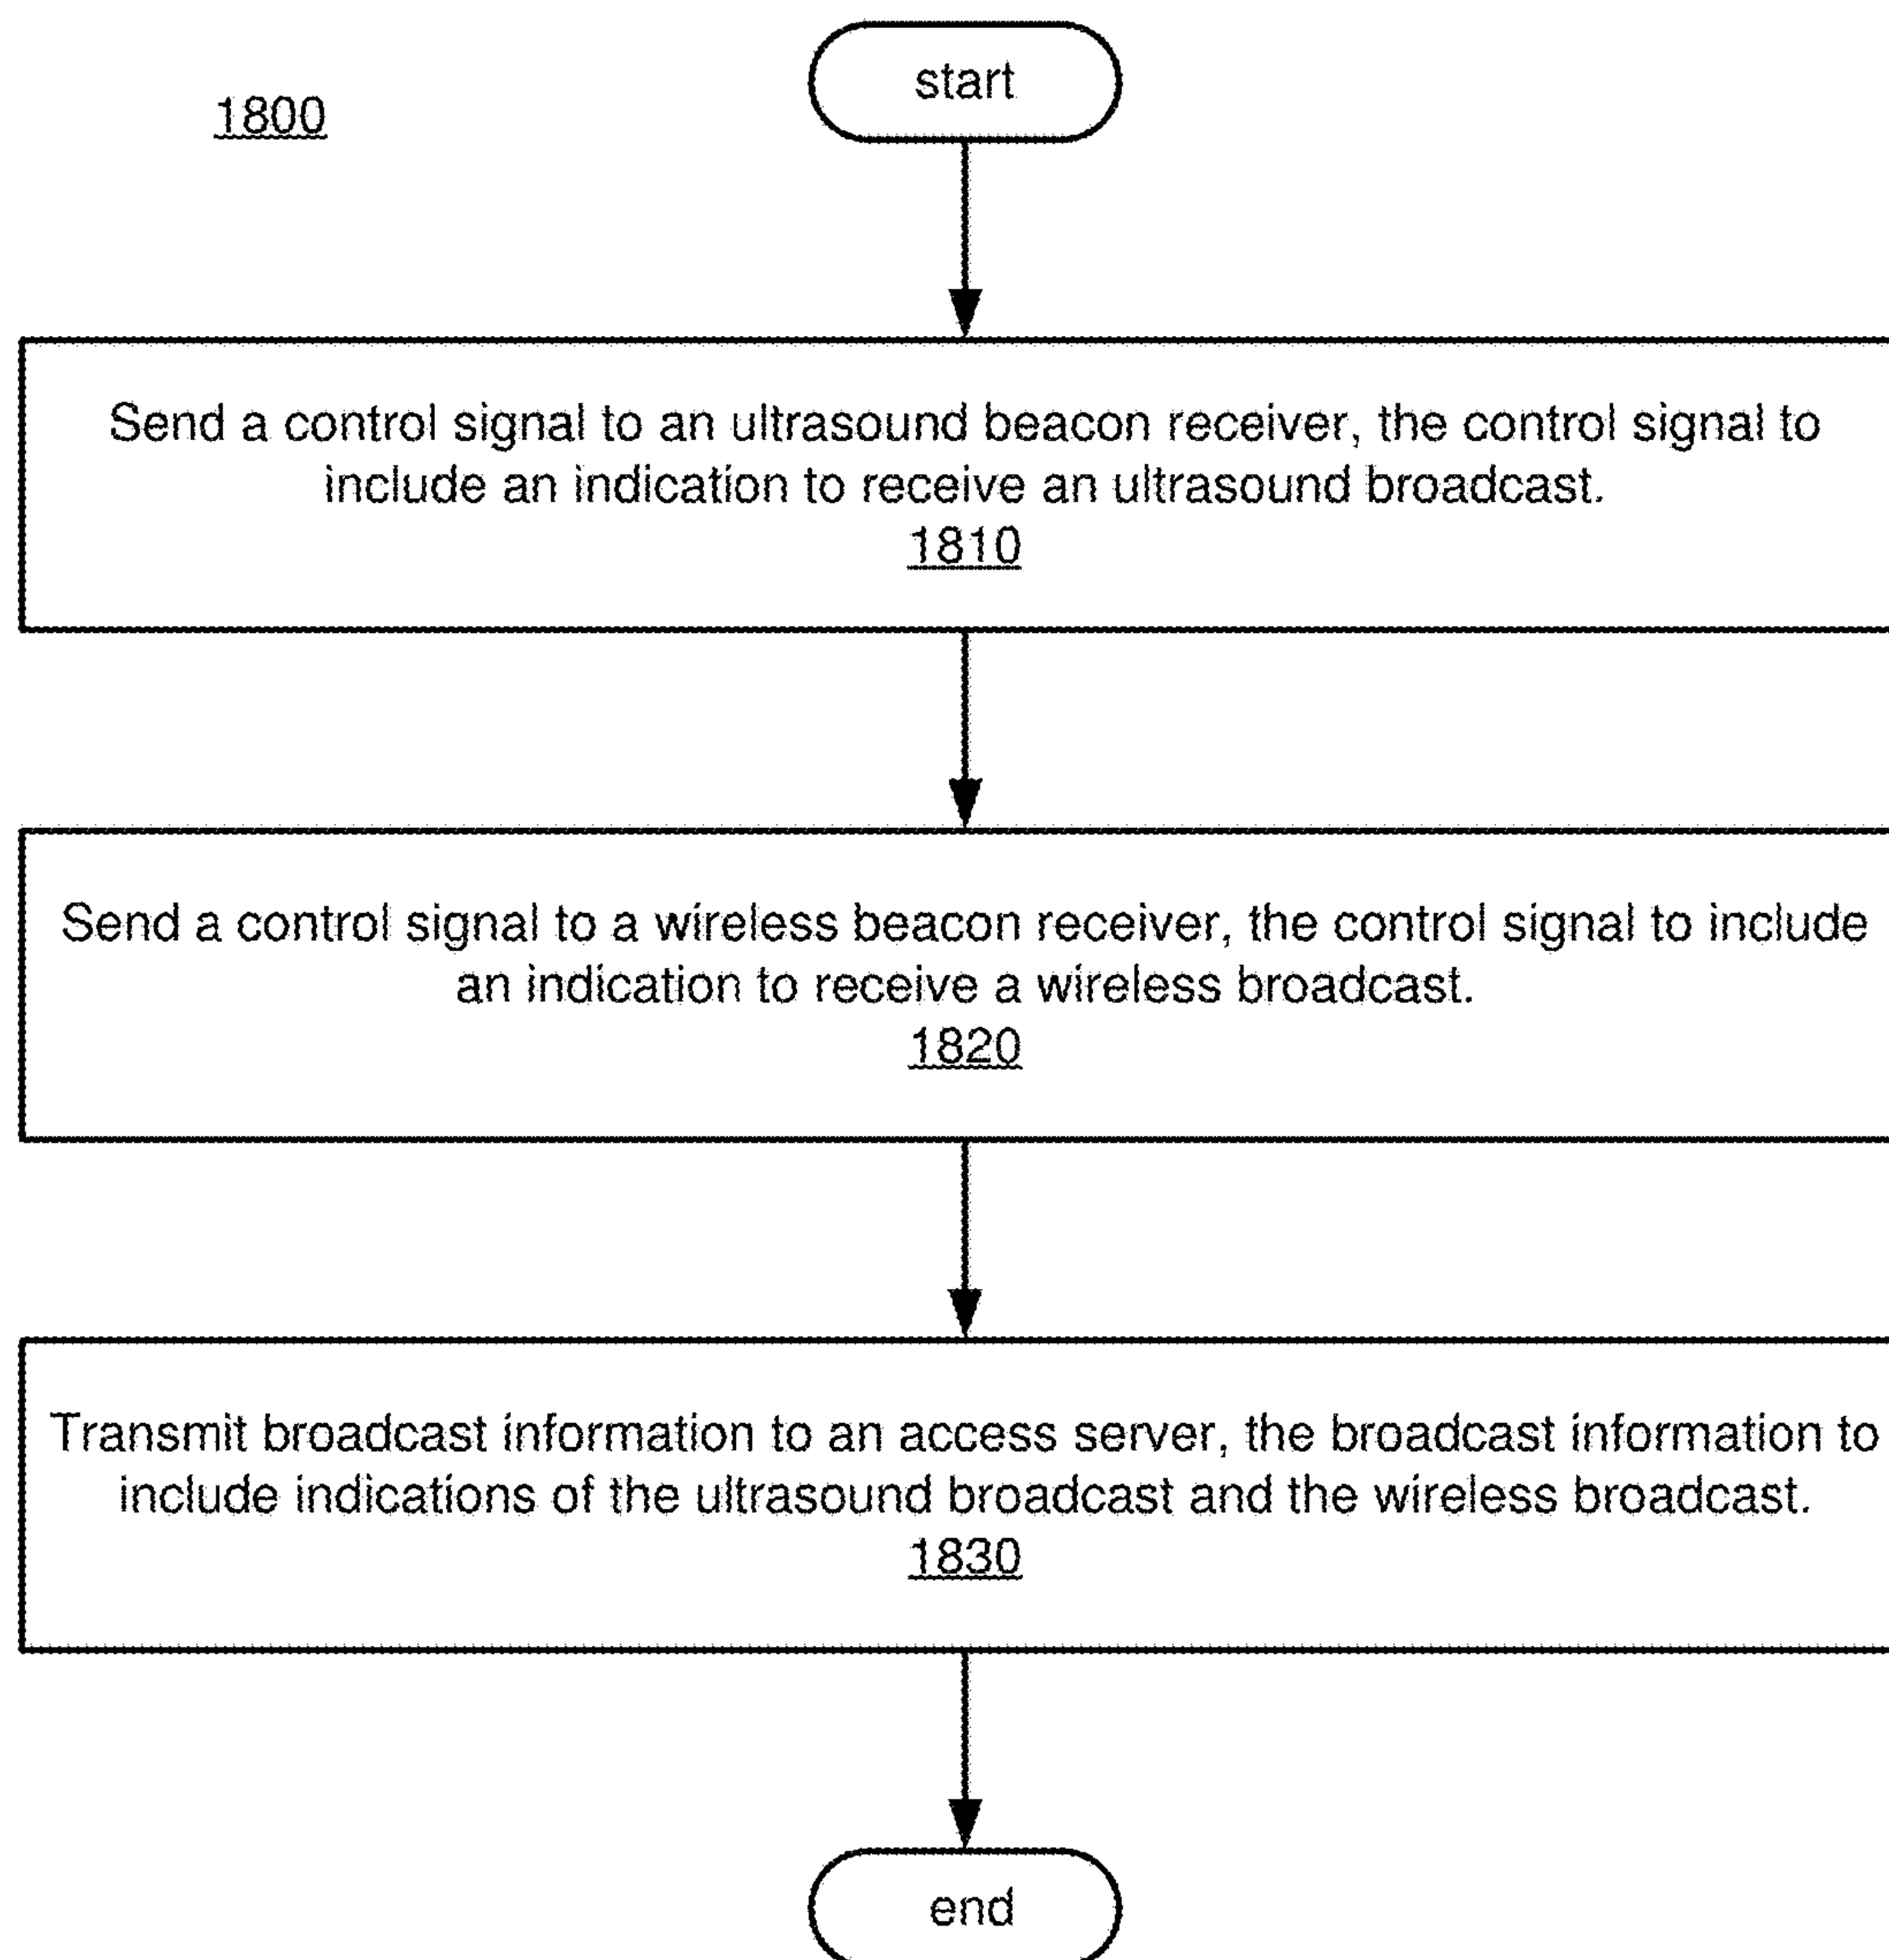 start
1800
Send a control signal to an ultrasound beacon receiver, the control signal to
include an indication to receive an ultrasound broadcast.
1810
Send a control signal to a wireless beacon receiver, the control signal to include
an indication to receive a wireless broadcast.
1820
Transmit broadcast information to an access server, the broadcast information to
include indications of the ultrasound broadcast and the wireless broadcast.
1830
end